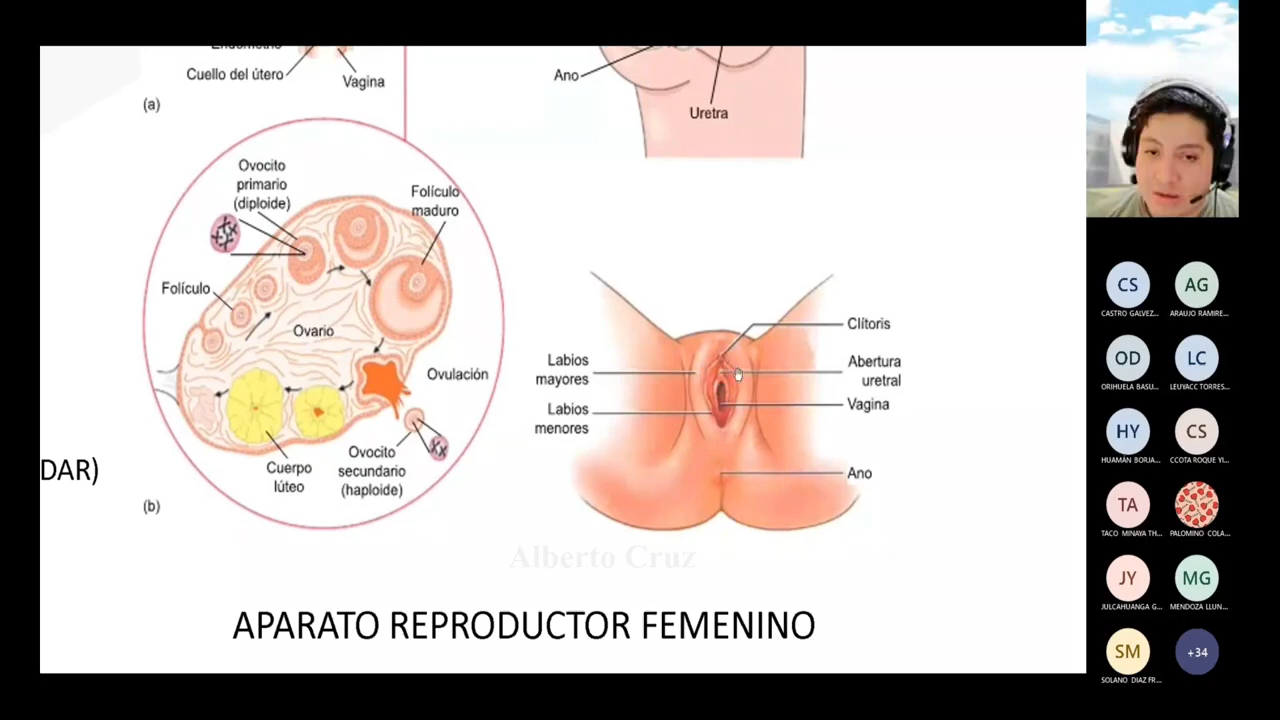 Endometrio
Cuello del útero
Vagina
(a)
Ano
Uretra
Ovocito
primario
(diploide)
Folículo
maduro
Folículo
Ovario
Ovulación
Cuerpo
lúteo
Ovocito
secundario
(haploide)
(b)
DAR)
Labios
mayores
Labios
menores
Clítoris
Abertura
uretral
Vagina
Ano
Alberto Cruz
APARATO REPRODUCTOR FEMENINO
CS
CASTRO GALVEZ...
AG
ARAUJO RAMIRE...
OD
ORIHUELA BASU...
LC
LEUYACC TORRES...
HY
HUAMÁN BORJA...
CS
CCOTA ROQUE YI...
TA
TACO MINAYA TH...
PALOMINO COLA...
JY
JULCAHUANGA G...
MG
MENDOZA LLUN...
SM
SOLANO DIAZ FR...
+34